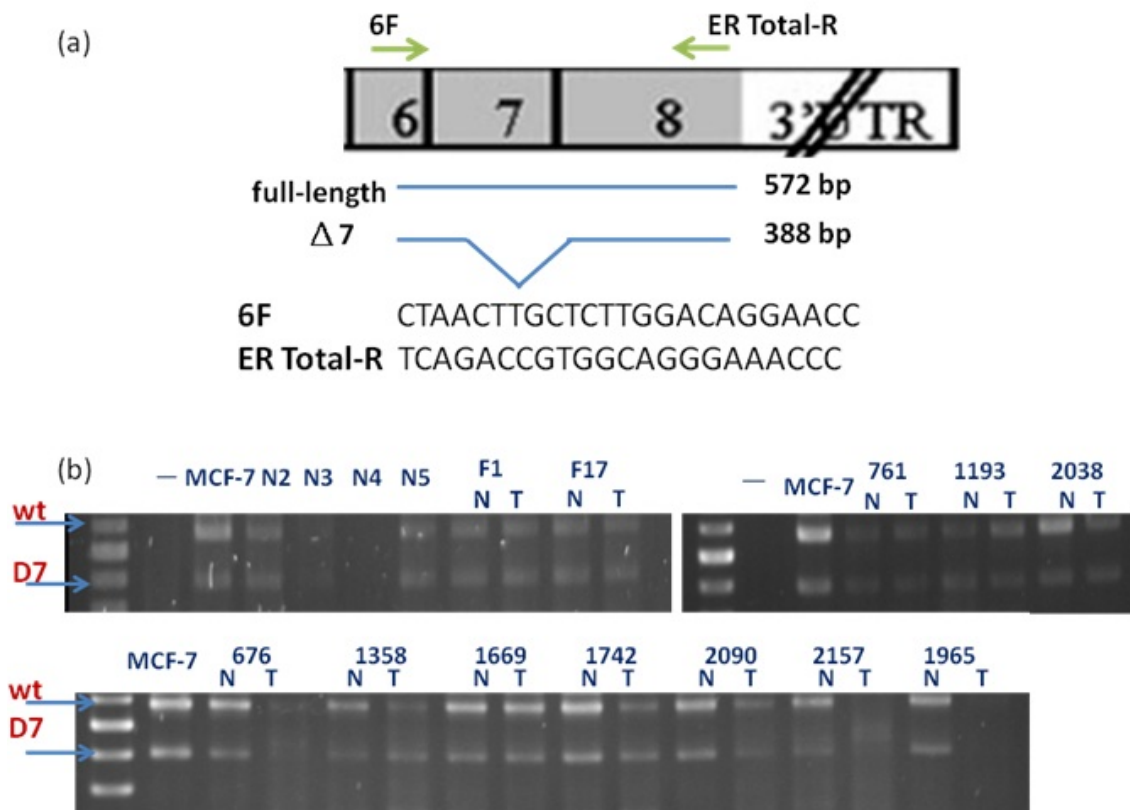 (a)
6F ER Total-R
6 7 8 3'UTR
full-length 572 bp
Δ7 388 bp
6F CTAACTTGCTCTTGGACAGGAACC
ER Total-R TCAGACCGTGGCAGGGAAACCC
(b)
— MCF-7 N2 N3 N4 N5 F1 F17
N T N T
wt
D7
— MCF-7 761 1193 2038
N T N T N T
MCF-7 676 1358 1669 1742 2090 2157 1965
N T N T N T N T N T N T N T
wt
D7